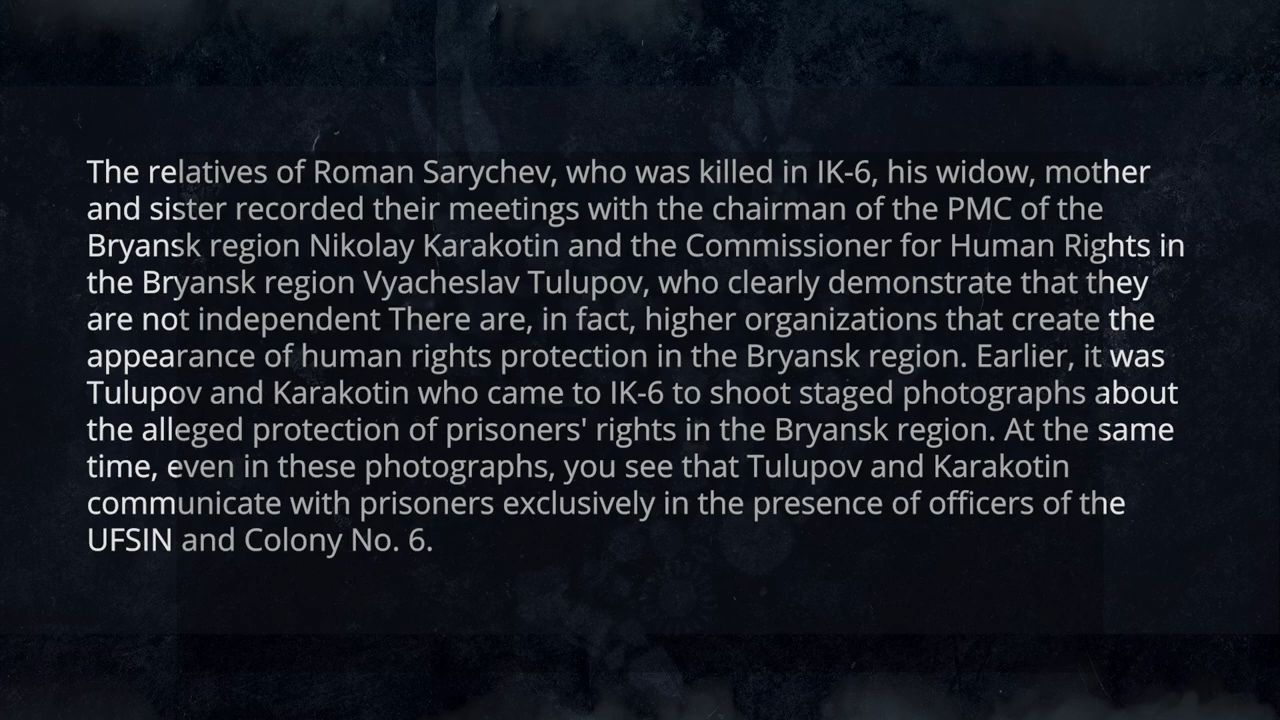 The relatives of Roman Sarychev, who was killed in IK-6, his widow, mother
and sister recorded their meetings with the chairman of the PMC of the
Bryansk region Nikolay Karakotin and the Commissioner for Human Rights in
the Bryansk region Vyacheslav Tulupov, who clearly demonstrate that they
are not independent There are, in fact, higher organizations that create the
appearance of human rights protection in the Bryansk region. Earlier, it was
Tulupov and Karakotin who came to IK-6 to shoot staged photographs about
the alleged protection of prisoners' rights in the Bryansk region. At the same
time, even in these photographs, you see that Tulupov and Karakotin
communicate with prisoners exclusively in the presence of officers of the
UFSIN and Colony No. 6.